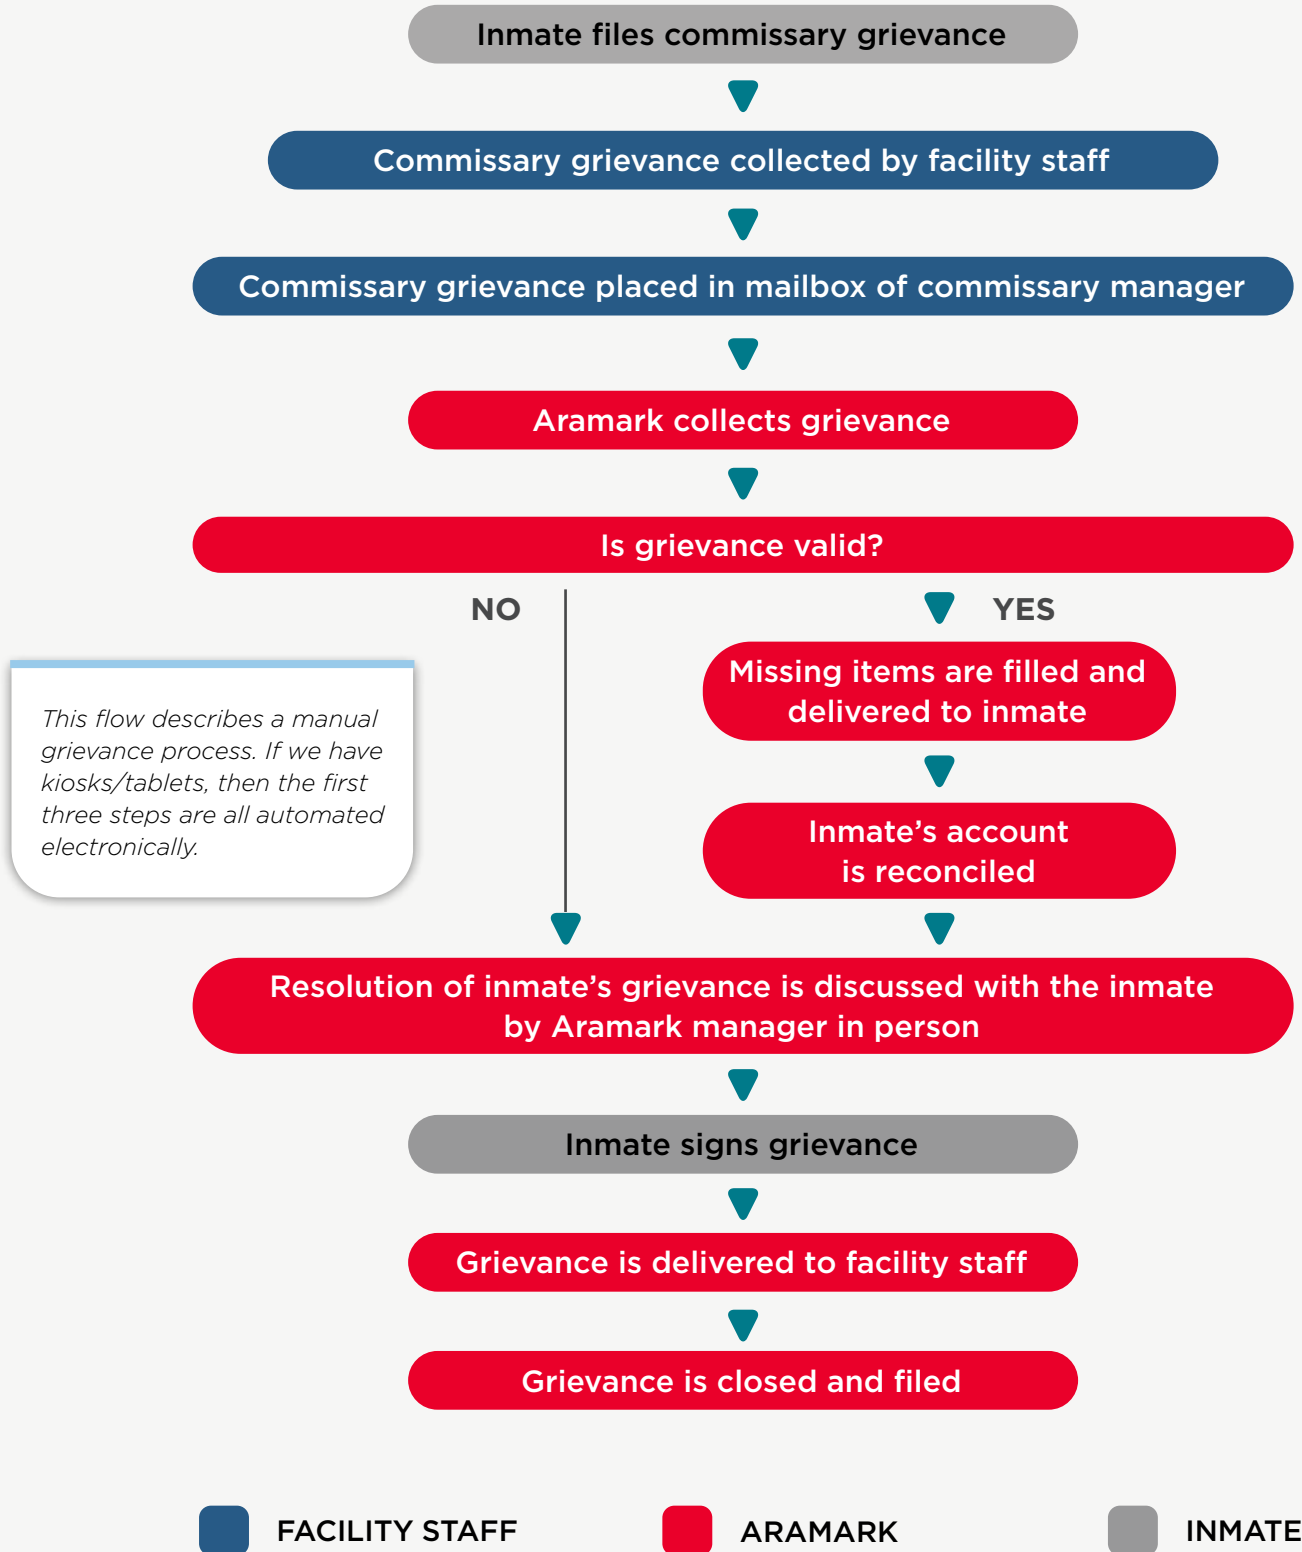 Inmate files commissary grievance
Commissary grievance collected by facility staff
Commissary grievance placed in mailbox of commissary manager
Aramark collects grievance
Is grievance valid?
NO
YES
Missing items are filled and
delivered to inmate
This flow describes a manual
grievance process. If we have
kiosks/tablets, then the first
three steps are all automated
electronically.
Inmate’s account
is reconciled
Resolution of inmate’s grievance is discussed with the inmate
by Aramark manager in person
Inmate signs grievance
Grievance is delivered to facility staff
Grievance is closed and filed
FACILITY STAFF
ARAMARK
INMATE